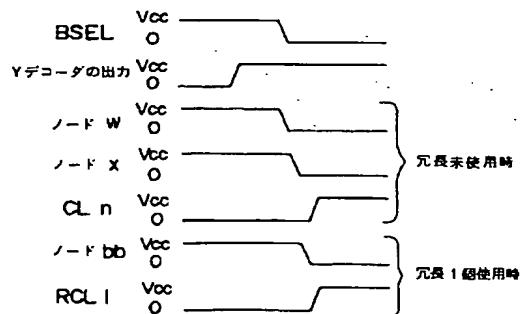 BSEL Vcc
O
Yデコーダの出力 Vcc
O
ノード W Vcc
O
ノード X Vcc
O
冗長未使用時
CL n Vcc
O
ノード bb Vcc
O
冗長1個使用時
RCL I Vcc
O